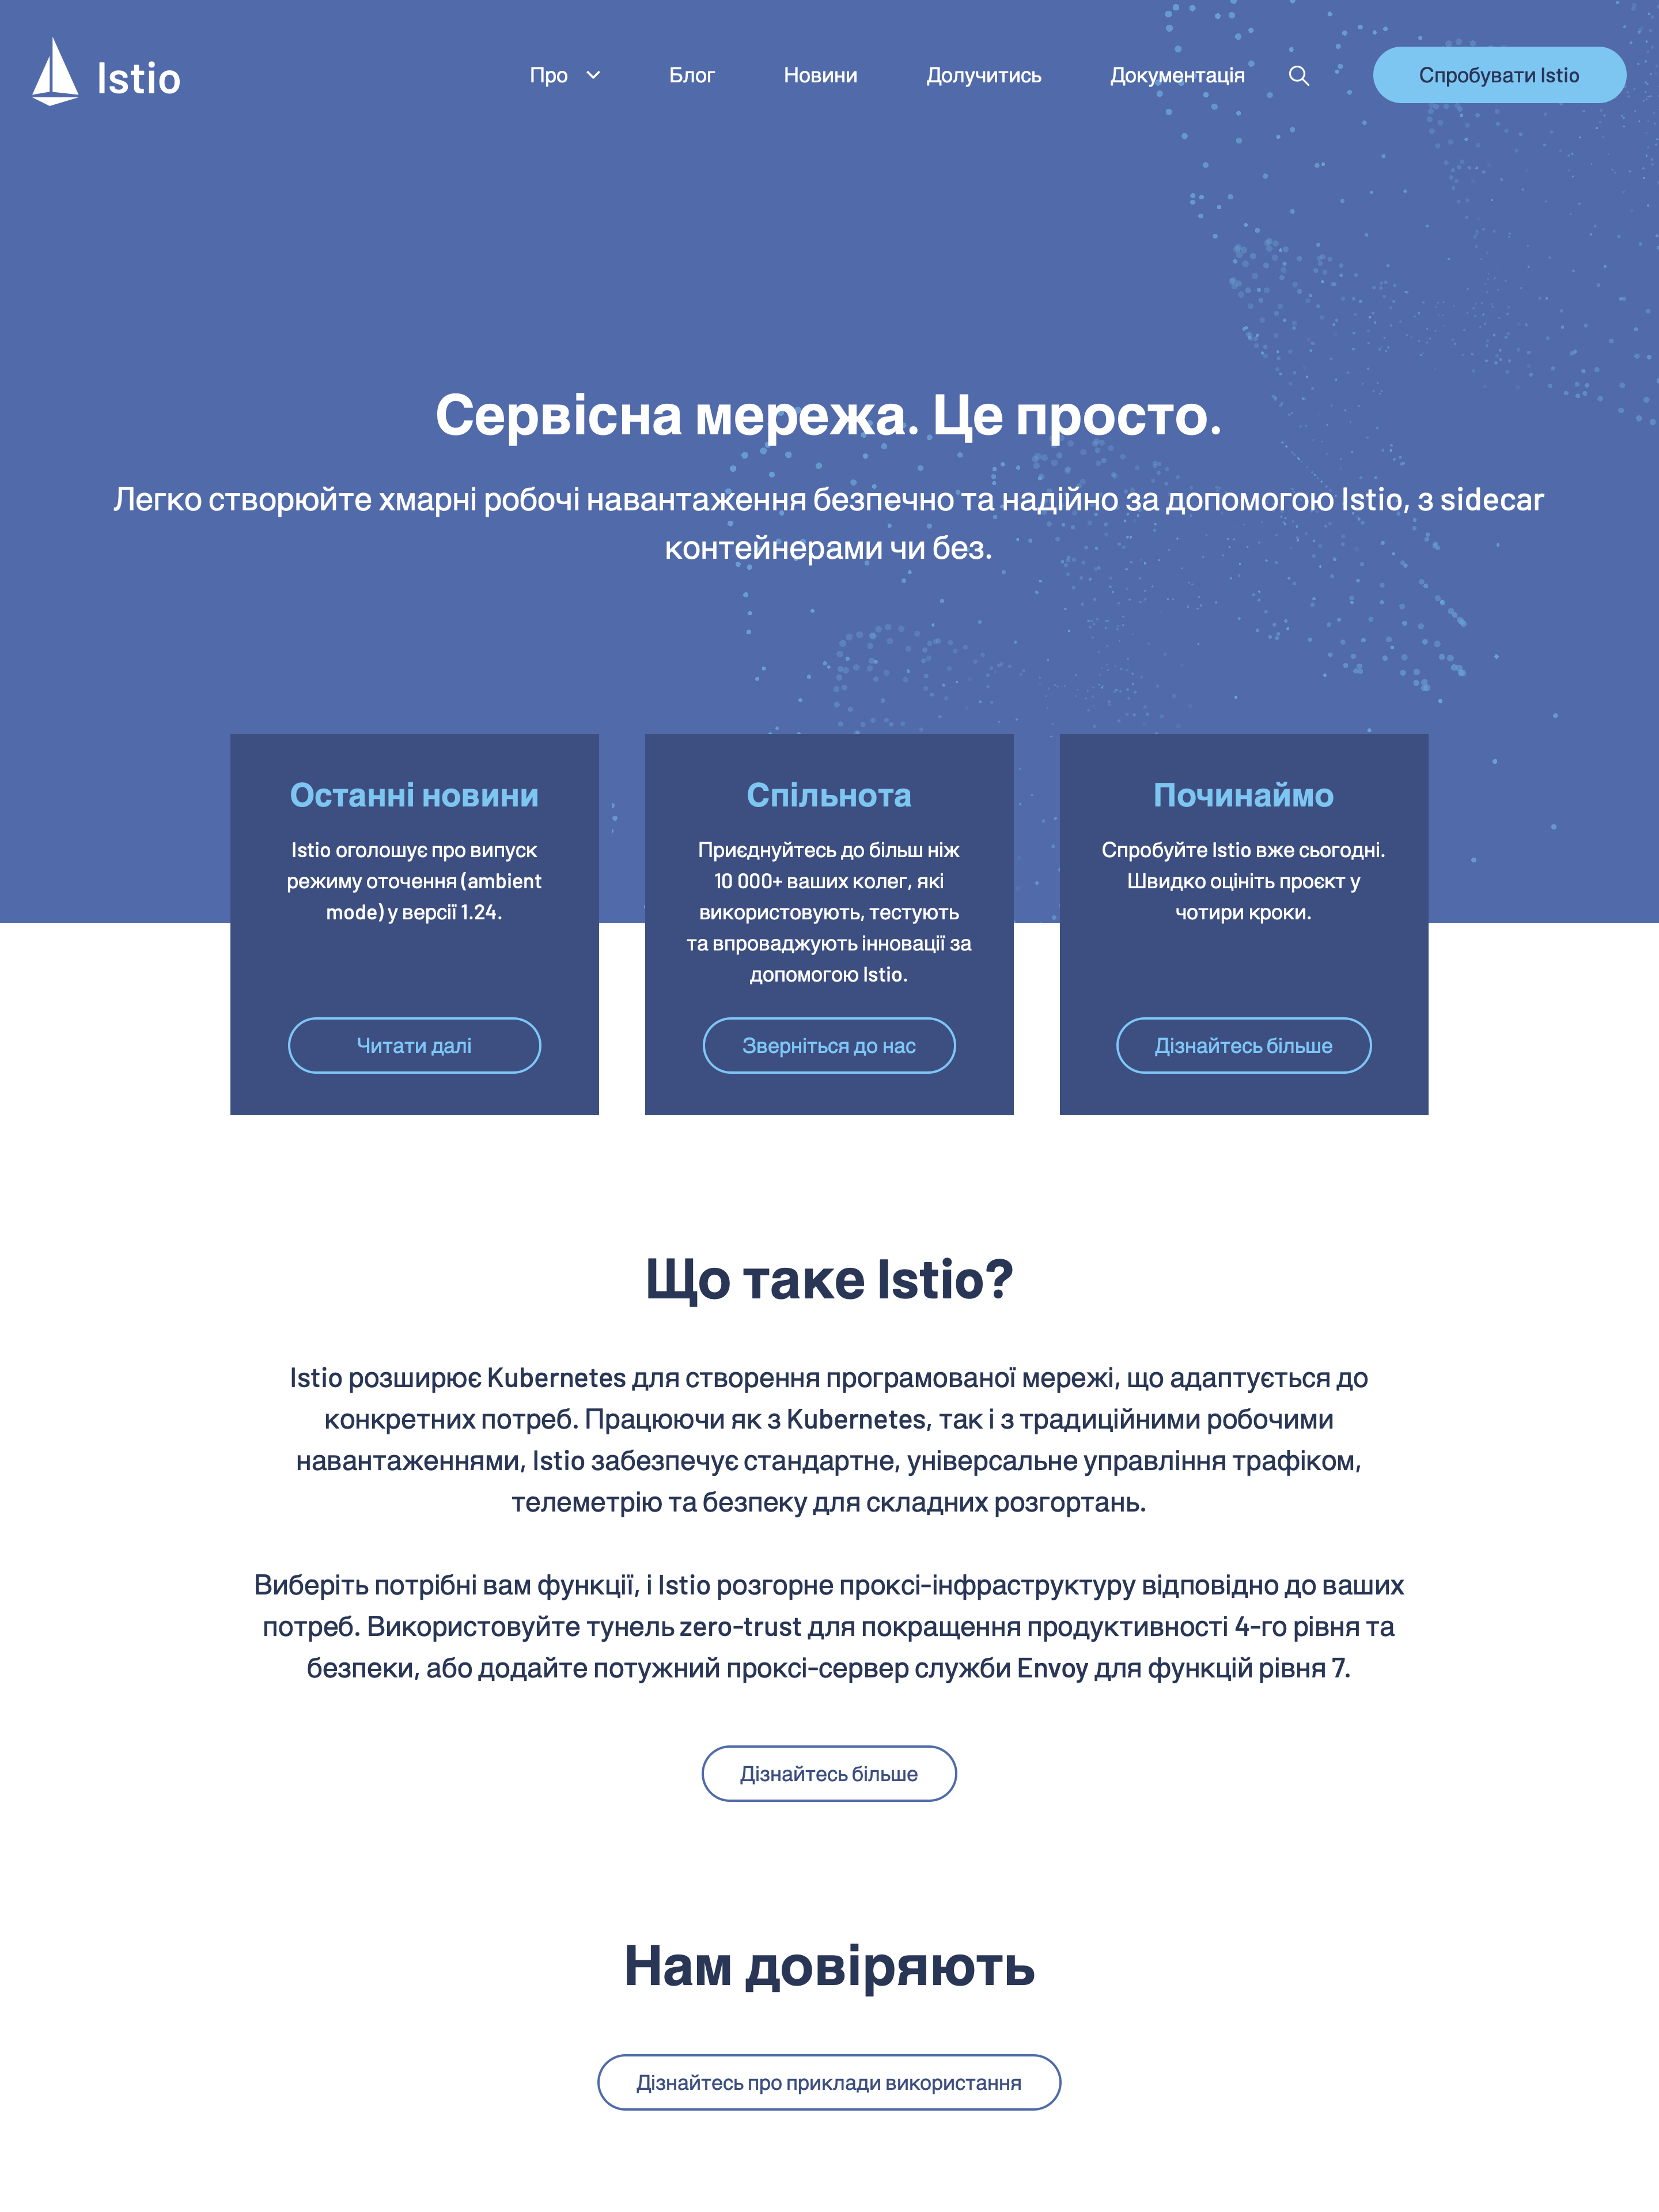 Istio
Про
Блог
Новини
Долучитись
Документація
Спробувати Istio
Сервісна мережа. Це просто.
Легко створюйте хмарні робочі навантаження безпечно та надійно за допомогою Istio, з sidecar
контейнерами чи без.
Останні новини
Istio оголошує про випуск
режиму оточення (ambient
mode) у версії 1.24.
Читати далі
Спільнота
Приєднуйтесь до більш ніж
10 000+ ваших колег, які
використовують, тестують
та впроваджують інновації за
допомогою Istio.
Зверніться до нас
Починаймо
Спробуйте Istio вже сьогодні.
Швидко оцініть проєкт у
чотири кроки.
Дізнайтесь більше
Що таке Istio?
Istio розширює Kubernetes для створення програмованої мережі, що адаптується до
конкретних потреб. Працюючи як з Kubernetes, так і з традиційними робочими
навантаженнями, Istio забезпечує стандартне, універсальне управління трафіком,
телеметрію та безпеку для складних розгортань.
Виберіть потрібні вам функції, і Istio розгорне проксі-інфраструктуру відповідно до ваших
потреб. Використовуйте тунель zero-trust для покращення продуктивності 4-го рівня та
безпеки, або додайте потужний проксі-сервер служби Envoy для функцій рівня 7.
Дізнайтесь більше
Нам довіряють
Дізнайтесь про приклади використання